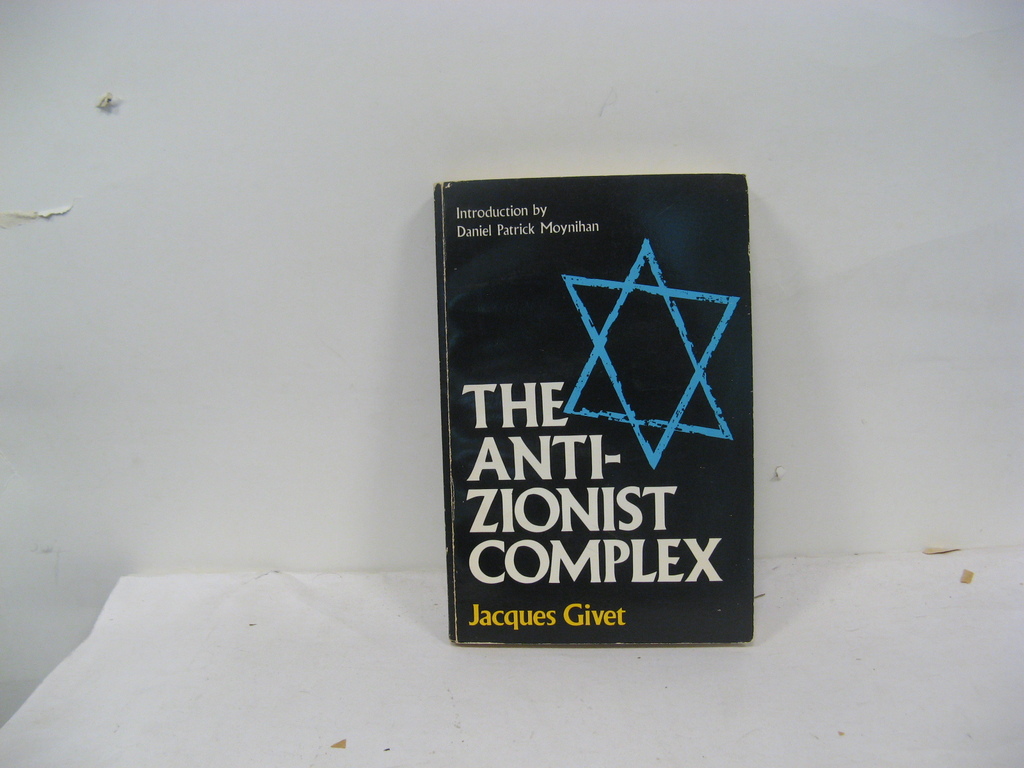 Introduction by
Daniel Patrick Moynihan
THE
ANTI-
ZIONIST
COMPLEX
Jacques Givet